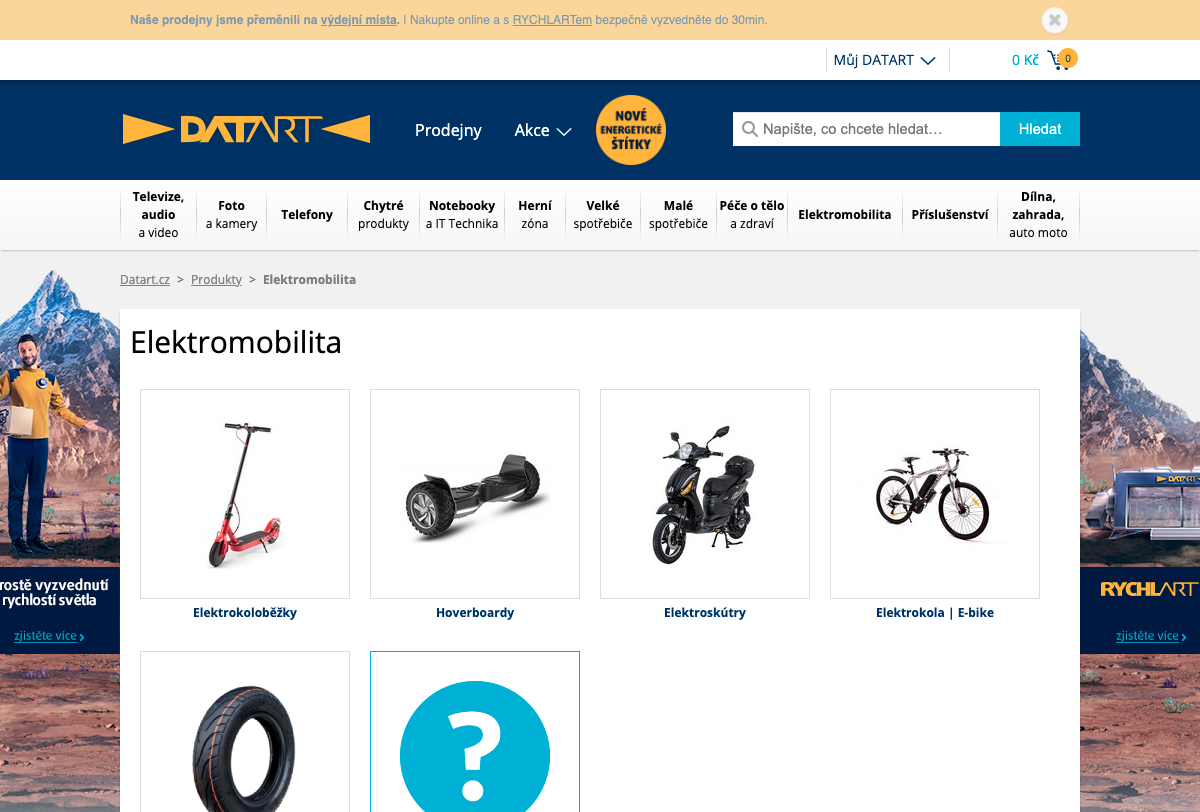 Naše prodejny jsme přeměnili na výdejní místa. | Nakupte online a s RYCHLARTem bezpečně vyzvedněte do 30min.
Můj DATART
0 Kč
0
DATART
Prodejny
Akce
NOVÉ
ENERGETICKÉ
ŠTÍTKY
Napište, co chcete hledat…
Hledat
Televize,
audio
a video
Foto
a kamery
Telefony
Chytré
produkty
Notebooky
a IT Technika
Herní
zóna
Velké
spotřebiče
Malé
spotřebiče
Péče o tělo
a zdraví
Elektromobilita
Příslušenství
Dílna,
zahrada,
auto moto
Datart.cz > Produkty > Elektromobilita
Elektromobilita
Elektrokoloběžky
Hoverboardy
Elektroskútry
Elektrokola | E-bike
?
rostě vyzvednutí
rychlostí světla
zjistěte více ›
DATART
RYCHLART
zjistěte více ›